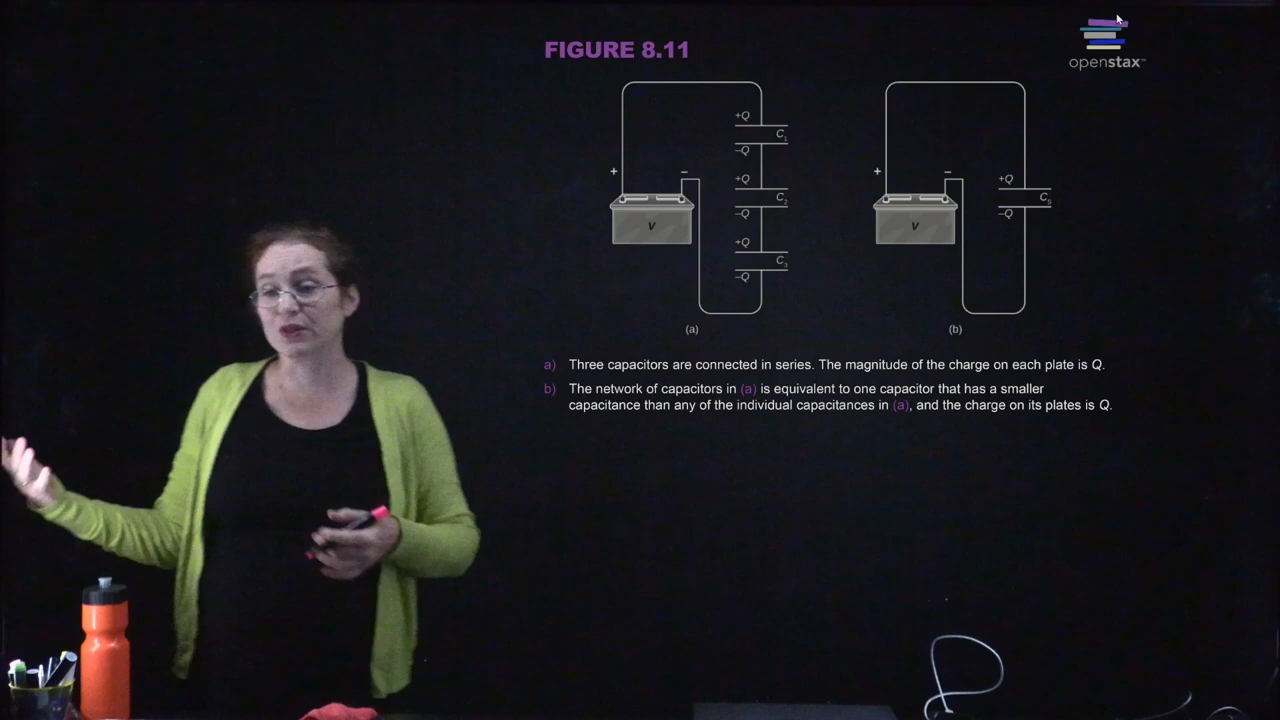 FIGURE 8.11
openstax™
+Q
C₁
–Q
+Q
C₂
–Q
+Q
C₃
–Q
+
–
V
(a)
+
–
V
+Q
Cₛ
–Q
(b)
a) Three capacitors are connected in series. The magnitude of the charge on each plate is Q.
b) The network of capacitors in (a) is equivalent to one capacitor that has a smaller
capacitance than any of the individual capacitances in (a), and the charge on its plates is Q.